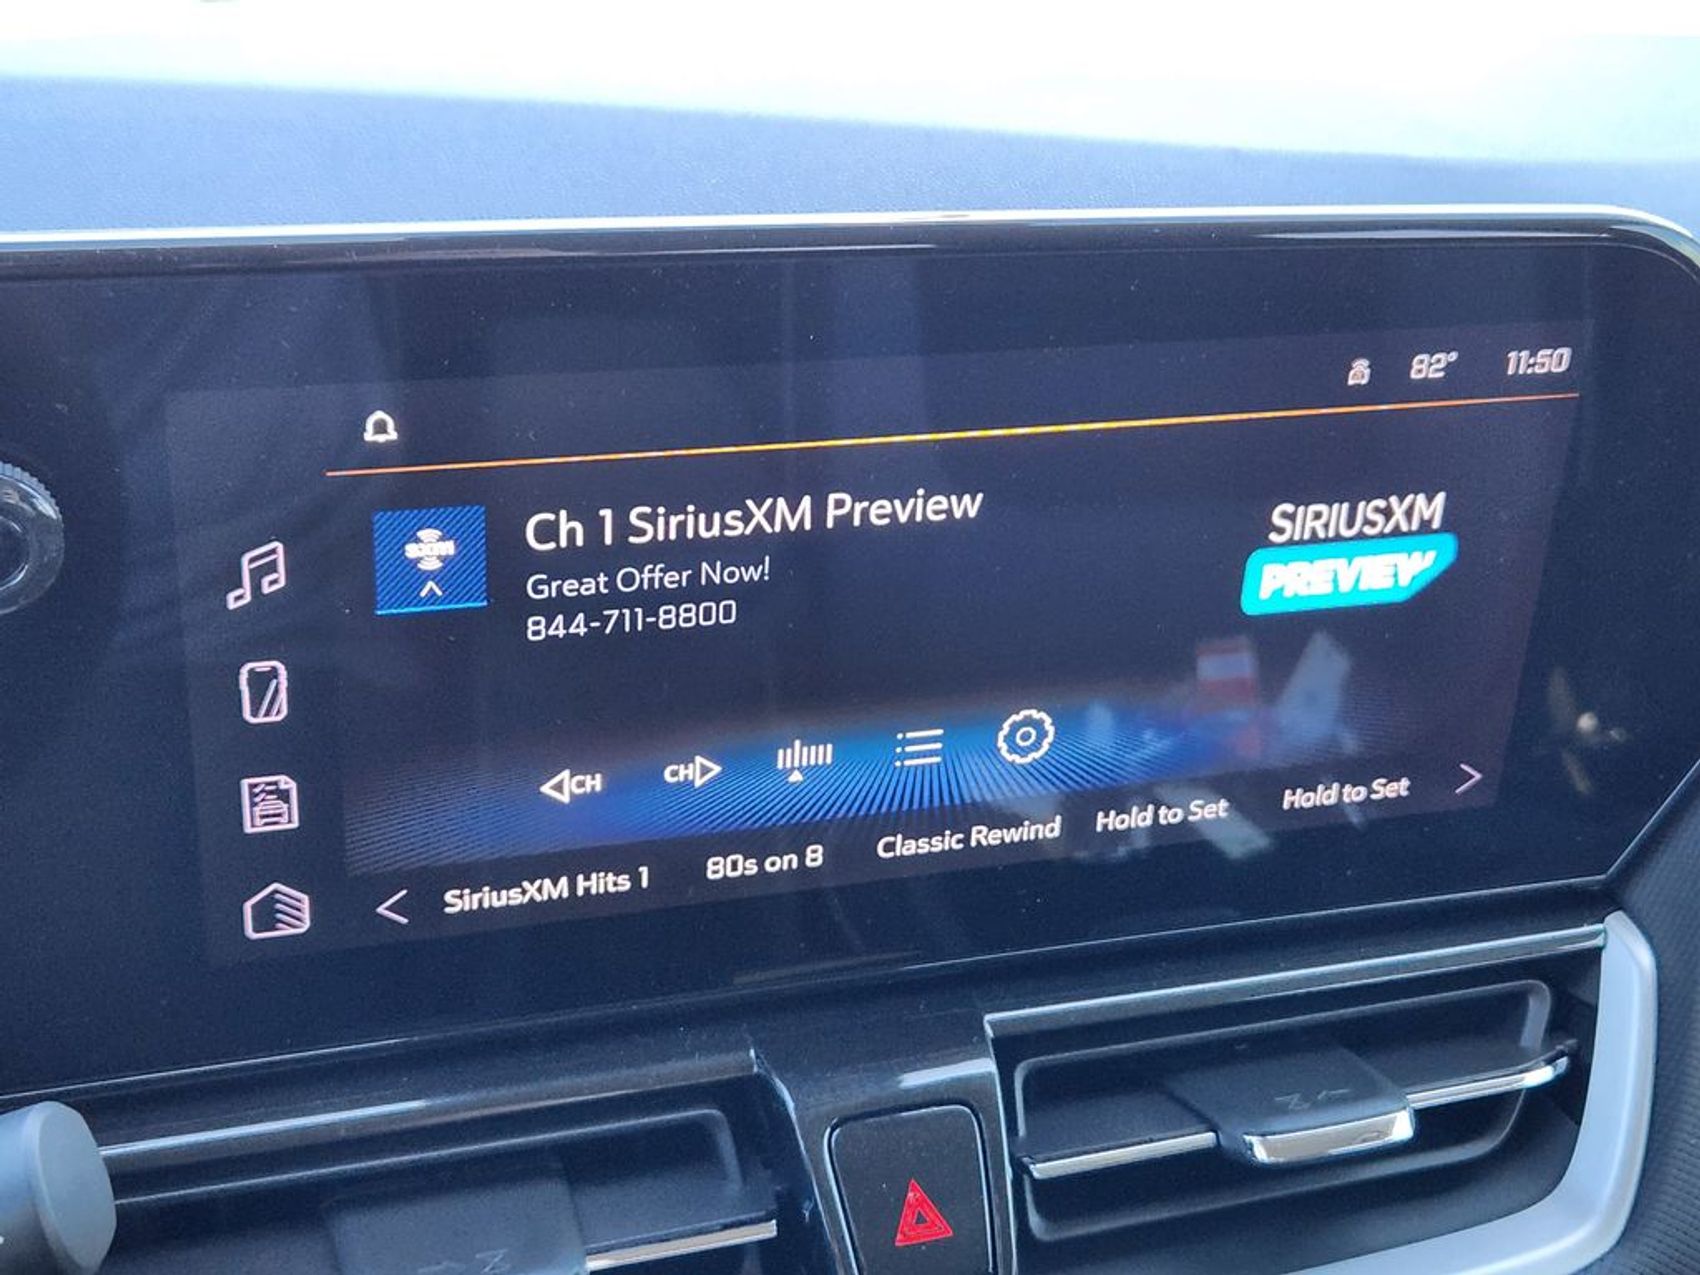 82° 11:50
Ch 1 SiriusXM Preview
Great Offer Now!
844-711-8800
sxm
SIRIUSXM
PREVIEW
CH
CH
SiriusXM Hits 1
80s on 8
Classic Rewind
Hold to Set
Hold to Set